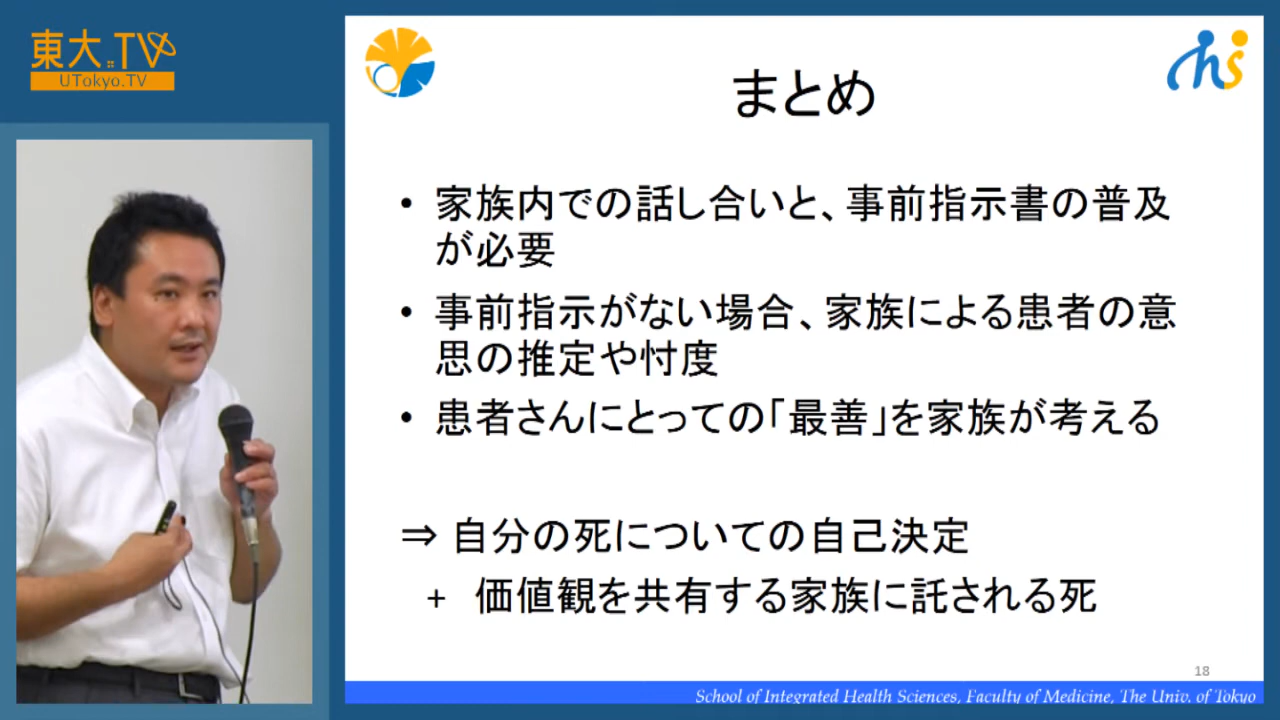 東大.TV
UTokyo.TV
まとめ
• 家族内での話し合いと、事前指示書の普及
が必要
• 事前指示がない場合、家族による患者の意
思の推定や忖度
• 患者さんにとっての「最善」を家族が考える
⇒ 自分の死についての自己決定
+ 価値観を共有する家族に託される死
18
School of Integrated Health Sciences, Faculty of Medicine, The Univ. of Tokyo